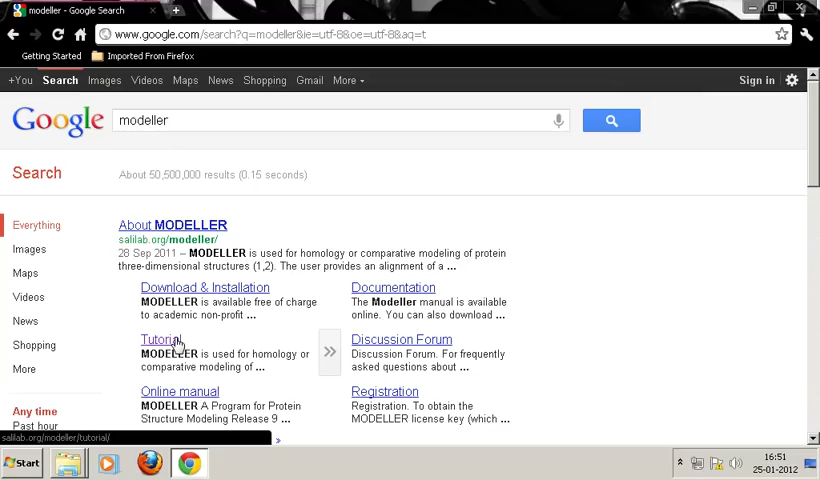 modeller - Google Search
www.google.com/search?q=modeller&ie=utf-8&oe=utf-8&aq=t
Getting Started Imported From Firefox
+You Search Images Videos Maps News Shopping Gmail More Sign in
Google modeller
Search About 50,500,000 results (0.15 seconds)
Everything
Images
Maps
Videos
News
Shopping
More
Any time
Past hour
About MODELLER
salilab.org/modeller/
28 Sep 2011 – MODELLER is used for homology or comparative modeling of protein
three-dimensional structures (1,2). The user provides an alignment of a ...
Download & Installation
MODELLER is available free of charge
to academic non-profit ...
Documentation
The Modeller manual is available
online. You can also download ...
Tutorial
MODELLER is used for homology or
comparative modeling of ...
Discussion Forum
Discussion Forum. For frequently
asked questions about ...
Online manual
MODELLER A Program for Protein
Structure Modeling Release 9 ...
Registration
Registration. To obtain the
MODELLER license key (which ...
salilab.org/modeller/tutorial/
Start
16:51
25-01-2012